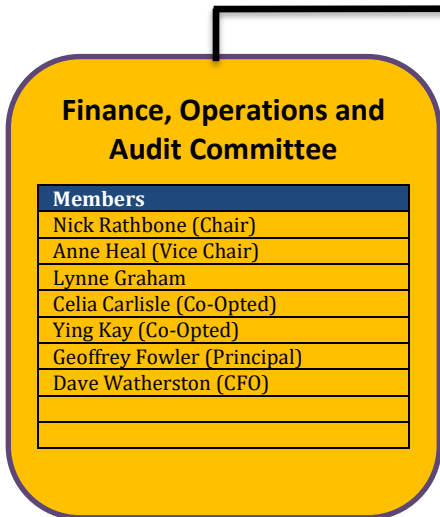 Finance, Operations and
Audit Committee
Members
Nick Rathbone (Chair)
Anne Heal (Vice Chair)
Lynne Graham
Celia Carlisle (Co-Opted)
Ying Kay (Co-Opted)
Geoffrey Fowler (Principal)
Dave Watherston (CFO)